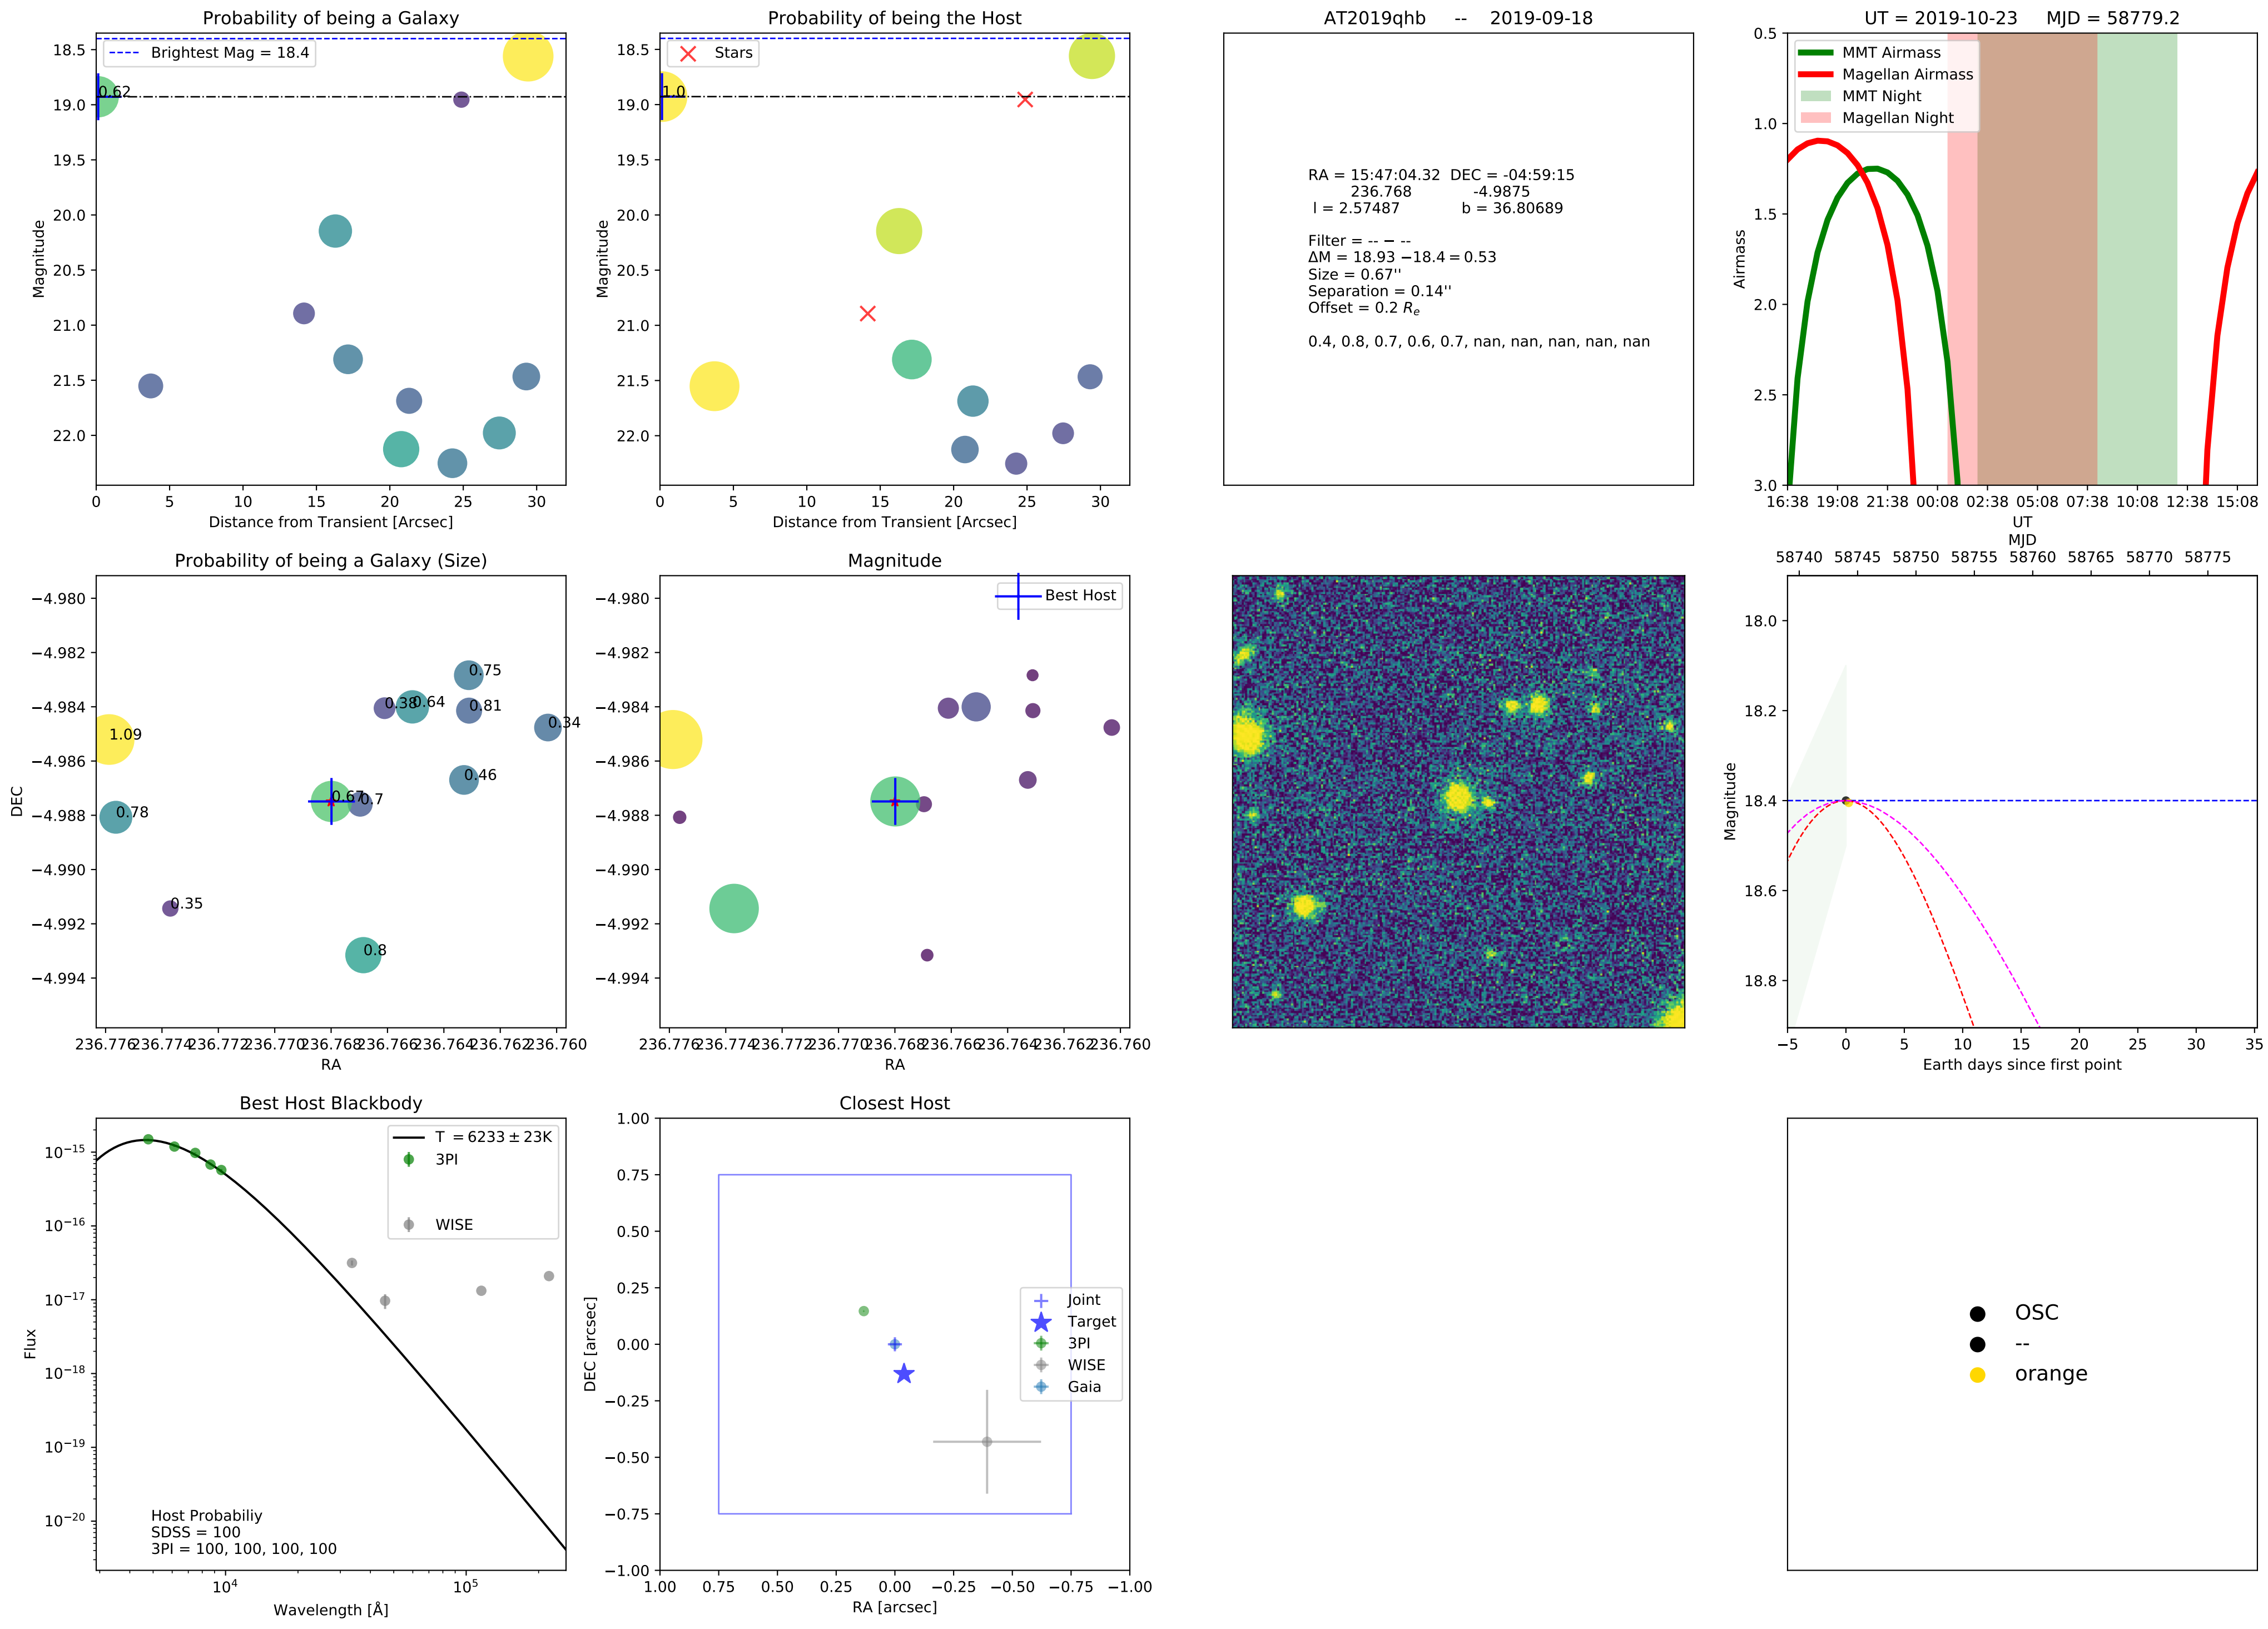 Probability of being a Galaxy
Brightest Mag = 18.4
0.62
18.5
19.0
19.5
20.0
20.5
21.0
21.5
22.0
Magnitude
0 5 10 15 20 25 30
Distance from Transient [Arcsec]
Probability of being the Host
Stars
1.0
18.5
19.0
19.5
20.0
20.5
21.0
21.5
22.0
Magnitude
0 5 10 15 20 25 30
Distance from Transient [Arcsec]
AT2019qhb -- 2019-09-18
RA = 15:47:04.32 DEC = -04:59:15
236.768 -4.9875
l = 2.57487 b = 36.80689
Filter = -- − --
ΔM = 18.93 −18.4 = 0.53
Size = 0.67''
Separation = 0.14''
Offset = 0.2 Re
0.4, 0.8, 0.7, 0.6, 0.7, nan, nan, nan, nan, nan
UT = 2019-10-23 MJD = 58779.2
MMT Airmass
Magellan Airmass
MMT Night
Magellan Night
0.5
1.0
1.5
2.0
2.5
3.0
Airmass
16:38 19:08 21:38 00:08 02:38 05:08 07:38 10:08 12:38 15:08
UT
Probability of being a Galaxy (Size)
−4.980
−4.982
−4.984
−4.986
−4.988
−4.990
−4.992
−4.994
DEC
0.75
0.38
0.64
0.81
0.34
1.09
0.46
0.67
0.7
0.78
0.35
0.8
236.776 236.774 236.772 236.770 236.768 236.766 236.764 236.762 236.760
RA
Magnitude
Best Host
−4.980
−4.982
−4.984
−4.986
−4.988
−4.990
−4.992
−4.994
236.776 236.774 236.772 236.770 236.768 236.766 236.764 236.762 236.760
RA
MJD
58740 58745 58750 58755 58760 58765 58770 58775
18.0
18.2
18.4
18.6
18.8
Magnitude
−5 0 5 10 15 20 25 30 35
Earth days since first point
Best Host Blackbody
T = 6233 ± 23K
3PI
WISE
10−15
10−16
10−17
10−18
10−19
10−20
Flux
Host Probabiliy
SDSS = 100
3PI = 100, 100, 100, 100
104 105
Wavelength [Å]
Closest Host
1.00
0.75
0.50
0.25
0.00
−0.25
−0.50
−0.75
−1.00
DEC [arcsec]
Joint
Target
3PI
WISE
Gaia
1.00 0.75 0.50 0.25 0.00 −0.25 −0.50 −0.75 −1.00
RA [arcsec]
OSC
--
orange